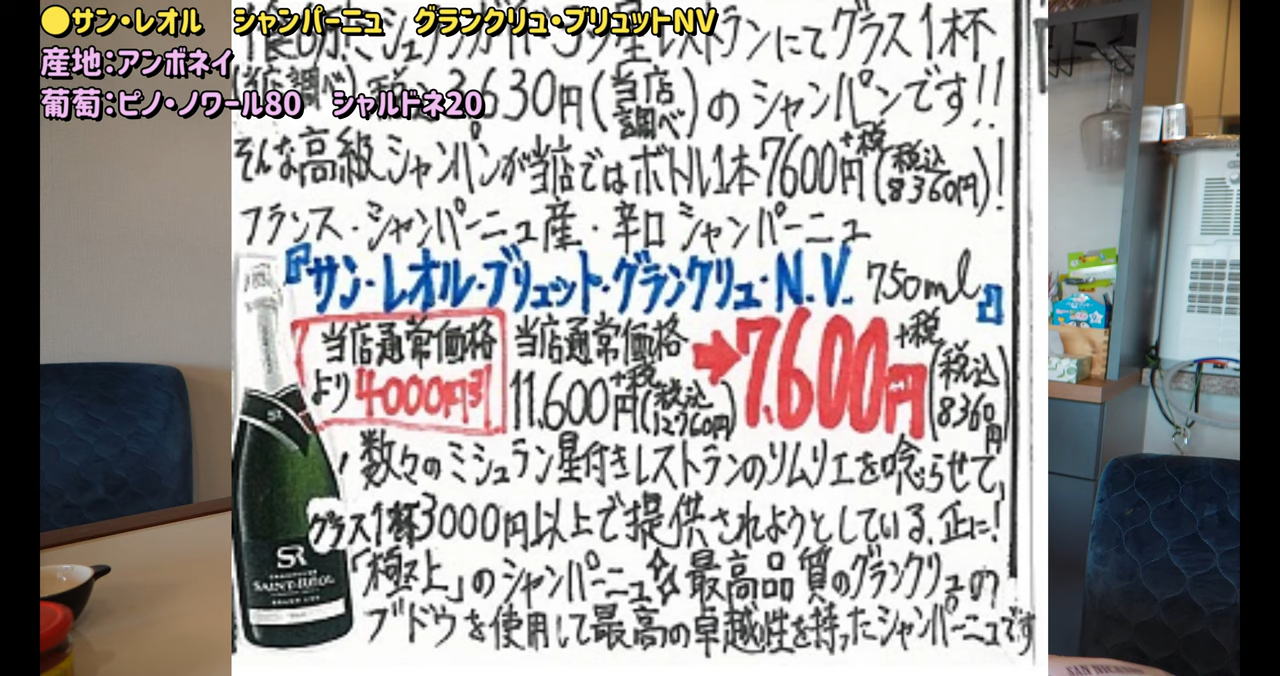 ●サン・レオル　シャンパーニュ　グランクリュ・ブリュットNV
産地：アンボネイ
葡萄：ピノ・ノワール80　シャルドネ20
レストランにてグラス1杯
3630円(当店調べ)のシャンパンです!!
そんな高級シャンパンが当店ではボトル1本7600円+税(税込8360円)!
フランス・シャンパーニュ産・辛口シャンパーニュ
『サン・レオル・ブリュット・グランクリュ・N.V. 750ml』
当店通常価格
より4000円引
当店通常価格
11,600円+税(税込12760円)
➡7,600円+税(税込8360円)
数々のミシュラン星付きレストランのソムリエを唸らせて、
グラス1杯3000円以上で提供されようとしている、正に!
「極上」のシャンパーニュ☆最高品質のグランクリュの
ブドウを使用して最高の卓越性を持ったシャンパーニュです
SR
SAINT-REOL